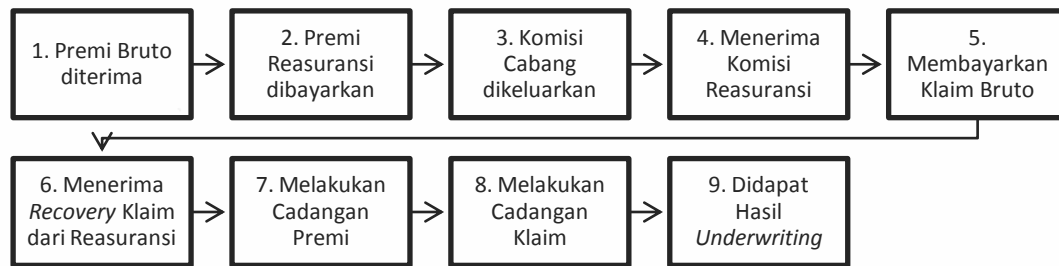 1. Premi Bruto
diterima
2. Premi
Reasuransi
dibayarkan
3. Komisi
Cabang
dikeluarkan
4. Menerima
Komisi
Reasuransi
5.
Membayarkan
Klaim Bruto
6. Menerima
Recovery Klaim
dari Reasuransi
7. Melakukan
Cadangan
Premi
8. Melakukan
Cadangan
Klaim
9. Didapat
Hasil
Underwriting